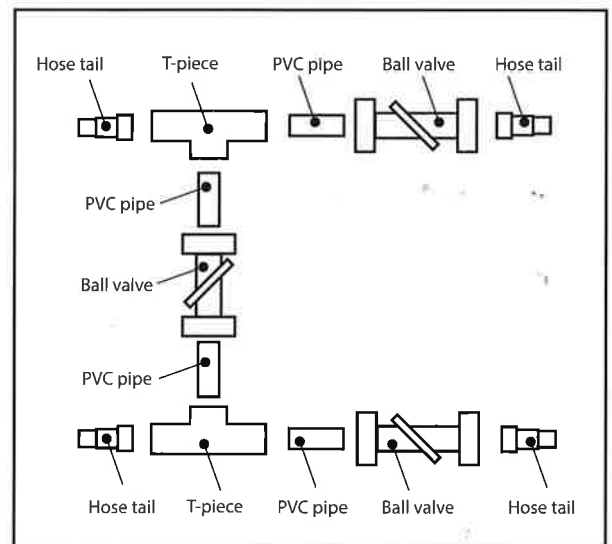 Hose tail T-piece PVC pipe Ball valve Hose tail
PVC pipe
Ball valve
PVC pipe
Hose tail T-piece PVC pipe Ball valve Hose tail